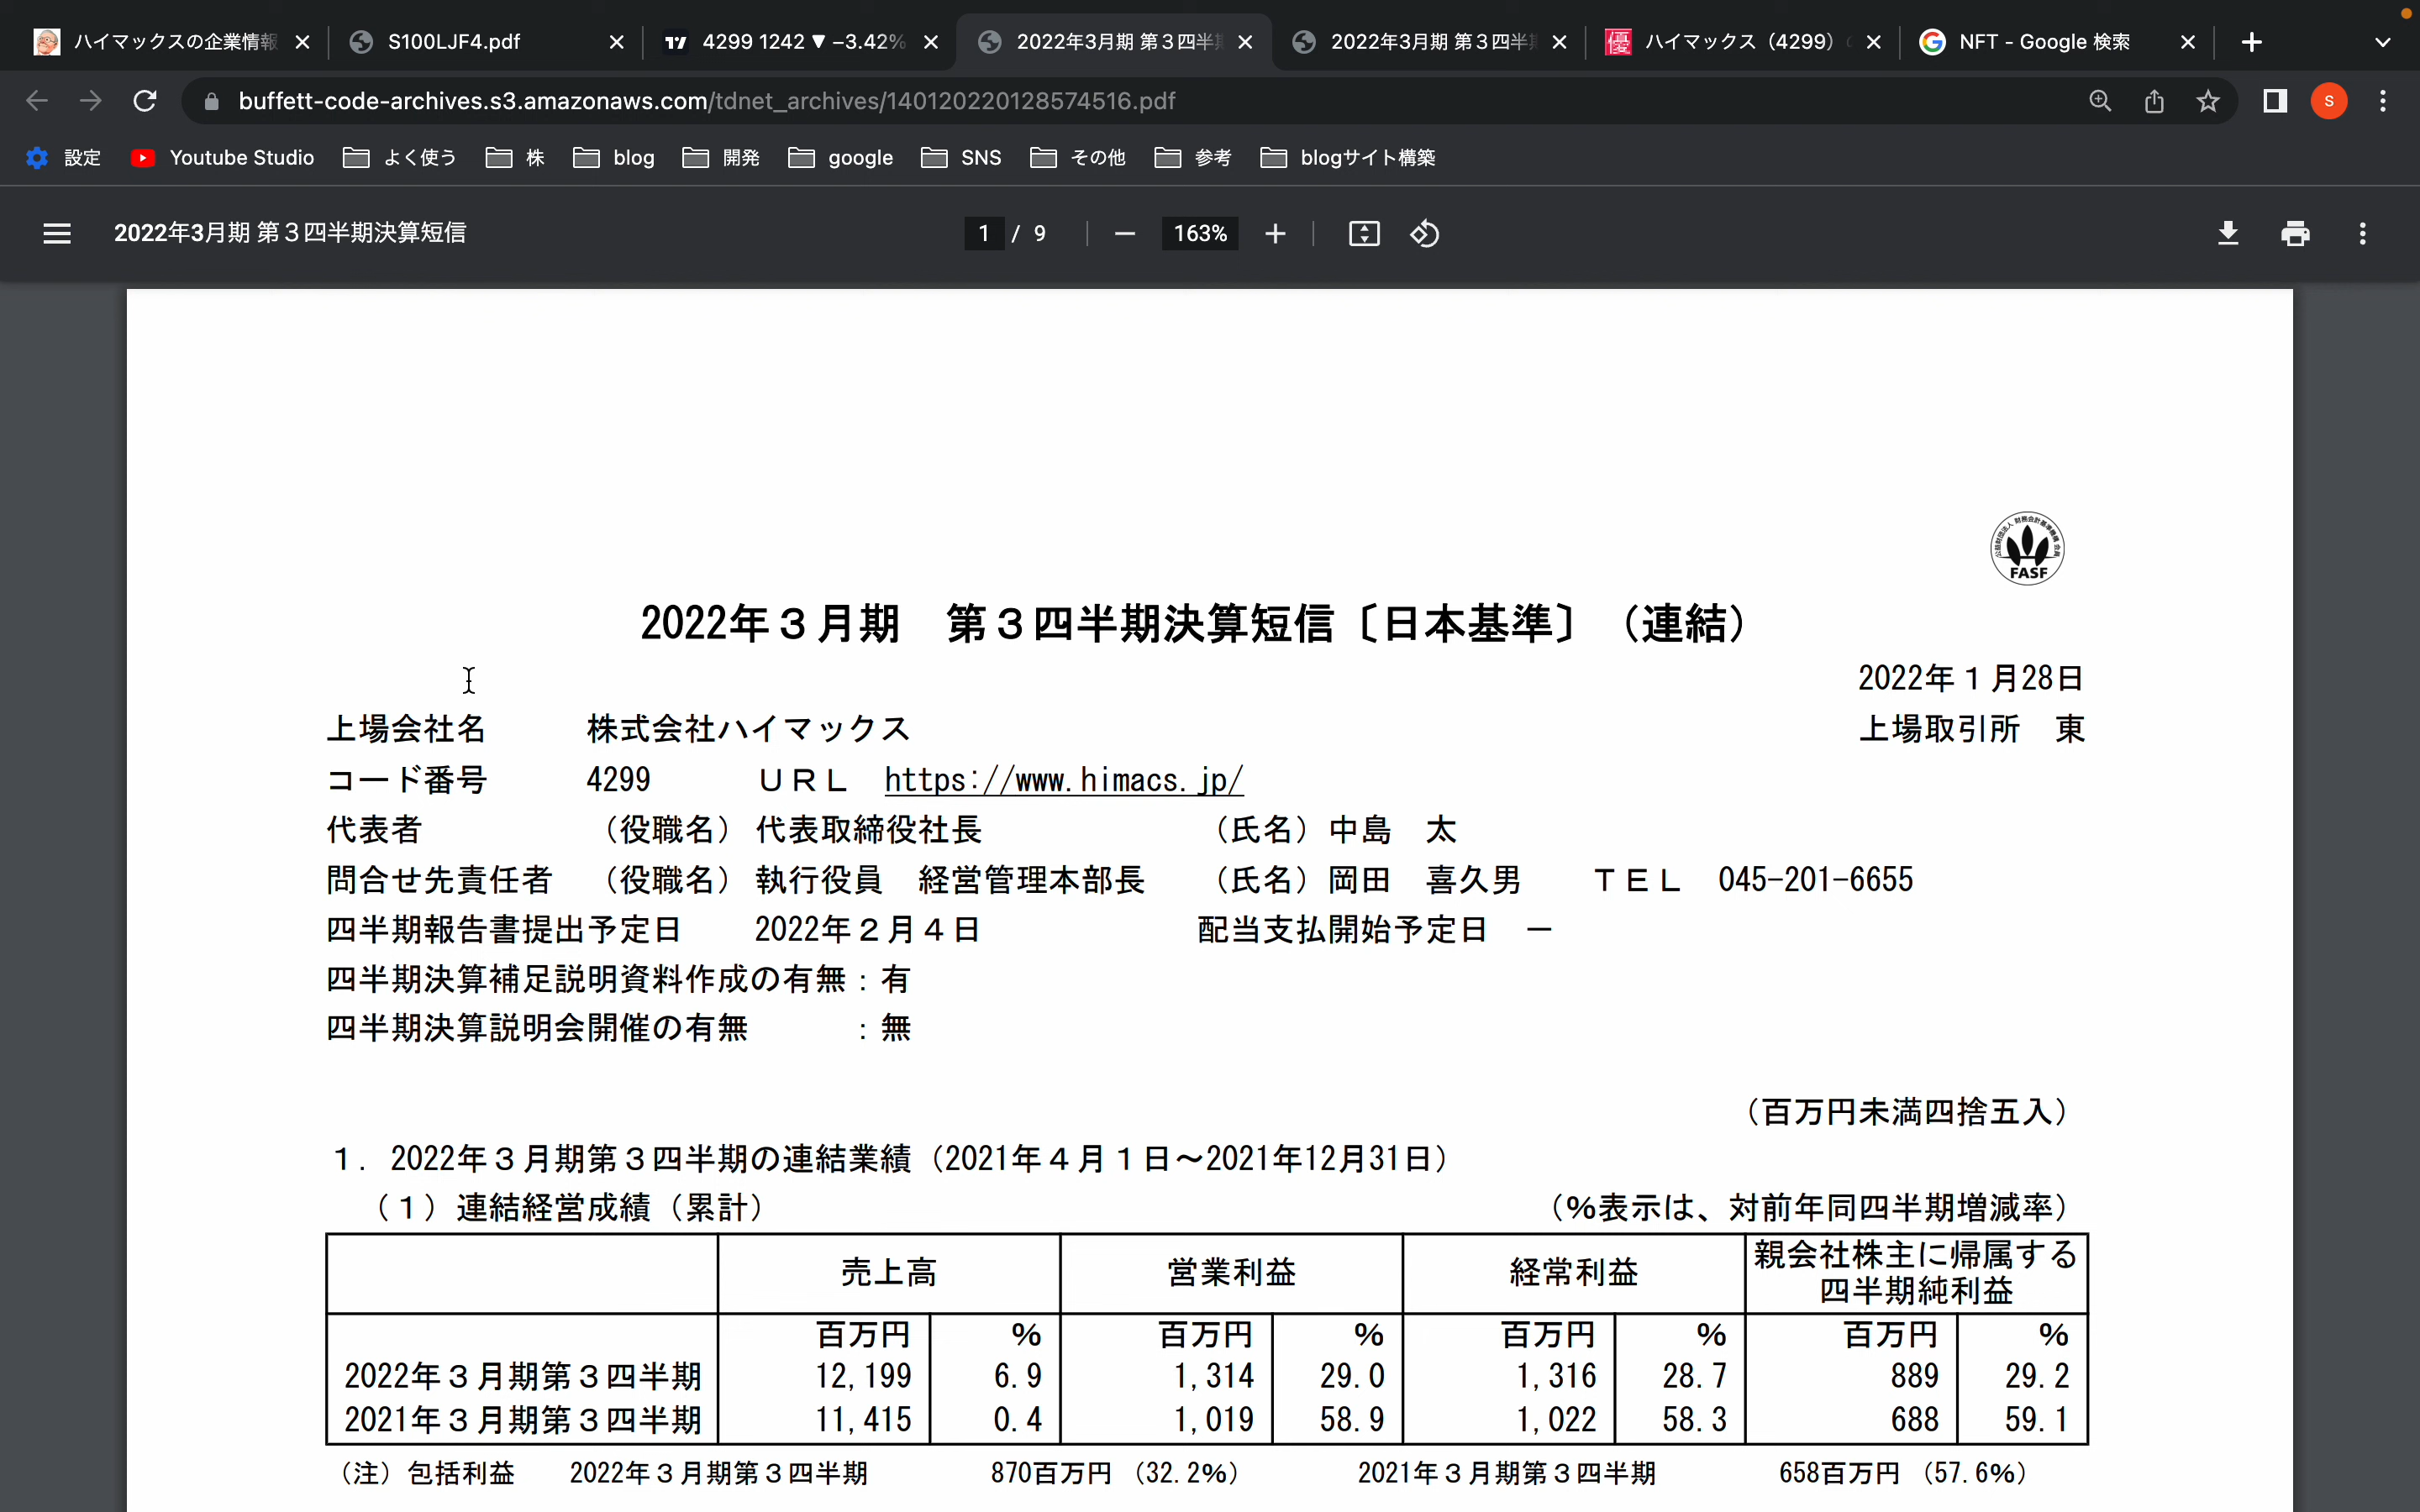 ハイマックスの企業情報
S100LJF4.pdf
4299 1242 ▼ −3.42%
2022年3月期 第３四半期
2022年3月期 第３四半期
ハイマックス（4299）
NFT - Google 検索
buffett-code-archives.s3.amazonaws.com/tdnet_archives/140120220128574516.pdf
S
設定
Youtube Studio
よく使う
株
blog
開発
google
SNS
その他
参考
blogサイト構築
2022年3月期 第３四半期決算短信
1 / 9
163%
FASF
2022年３月期　第３四半期決算短信〔日本基準〕（連結）
2022年１月28日
上場会社名　株式会社ハイマックス　上場取引所　東
コード番号　4299　ＵＲＬ　https://www.himacs.jp/
代表者　（役職名）代表取締役社長　（氏名）中島　太
問合せ先責任者　（役職名）執行役員　経営管理本部長　（氏名）岡田　喜久男　ＴＥＬ　045-201-6655
四半期報告書提出予定日　2022年２月４日　配当支払開始予定日　－
四半期決算補足説明資料作成の有無：有
四半期決算説明会開催の有無　：無
（百万円未満四捨五入）
１．2022年３月期第３四半期の連結業績（2021年４月１日～2021年12月31日）
（１）連結経営成績（累計）　（％表示は、対前年同四半期増減率）
売上高　営業利益　経常利益　親会社株主に帰属する
四半期純利益
百万円　％　百万円　％　百万円　％　百万円　％
2022年３月期第３四半期　12,199　6.9　1,314　29.0　1,316　28.7　889　29.2
2021年３月期第３四半期　11,415　0.4　1,019　58.9　1,022　58.3　688　59.1
（注）包括利益　2022年３月期第３四半期　870百万円（32.2％）　2021年３月期第３四半期　658百万円（57.6％）